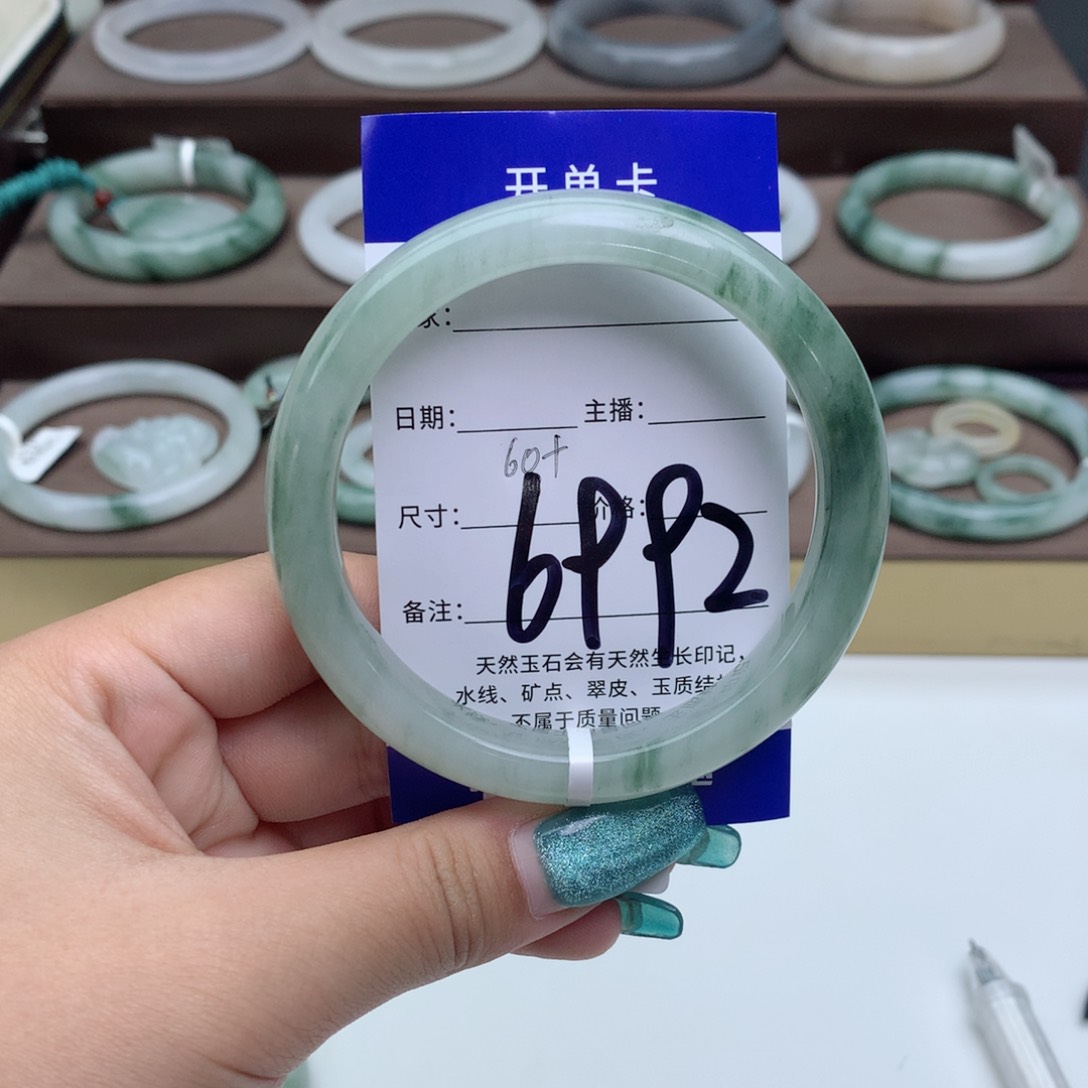 开单卡
家：
日期： 主播：
60+
尺寸： 价格：
6992
备注：
天然玉石会有天然生长印记，
水线、矿点、翠皮、玉质结
不属于质量问题